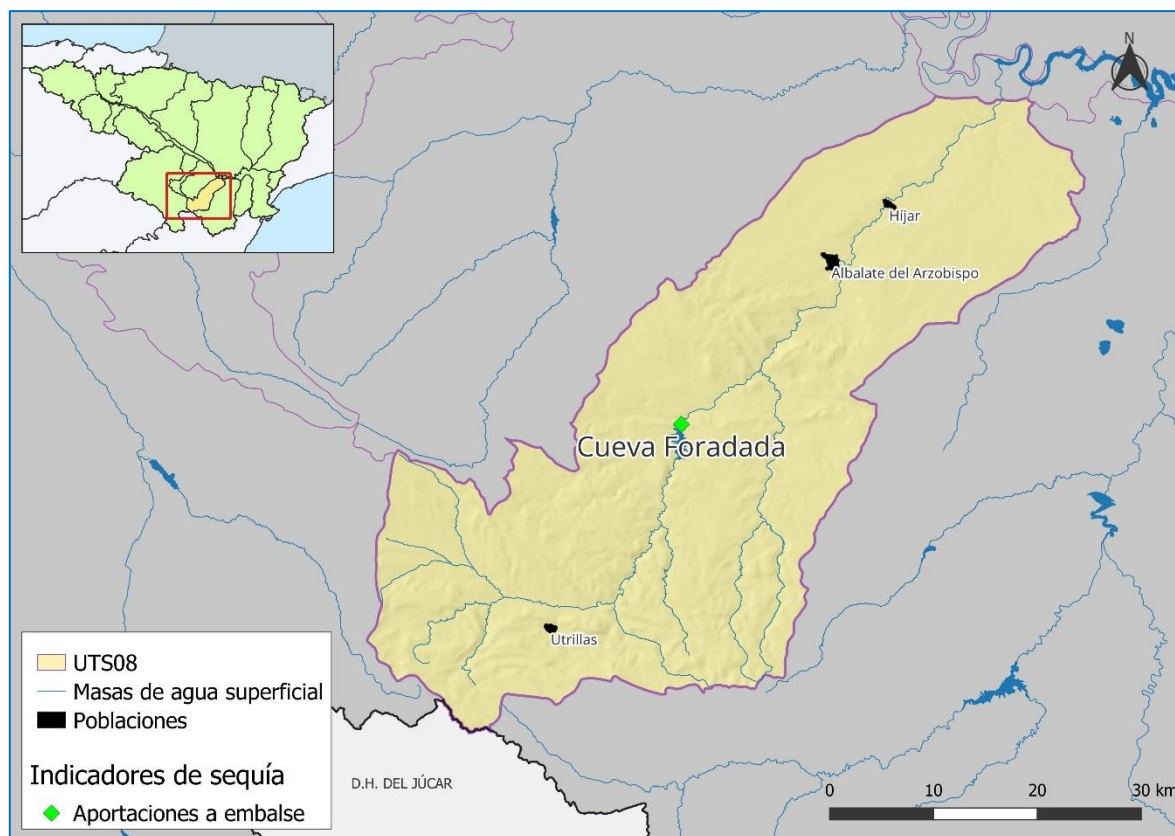 N
Híjar
Albalate del Arzobispo
Cueva Foradada
Utrillas
UTS08
Masas de agua superficial
Poblaciones
Indicadores de sequía
Aportaciones a embalse
D.H. DEL JÚCAR
0 10 20 30 km